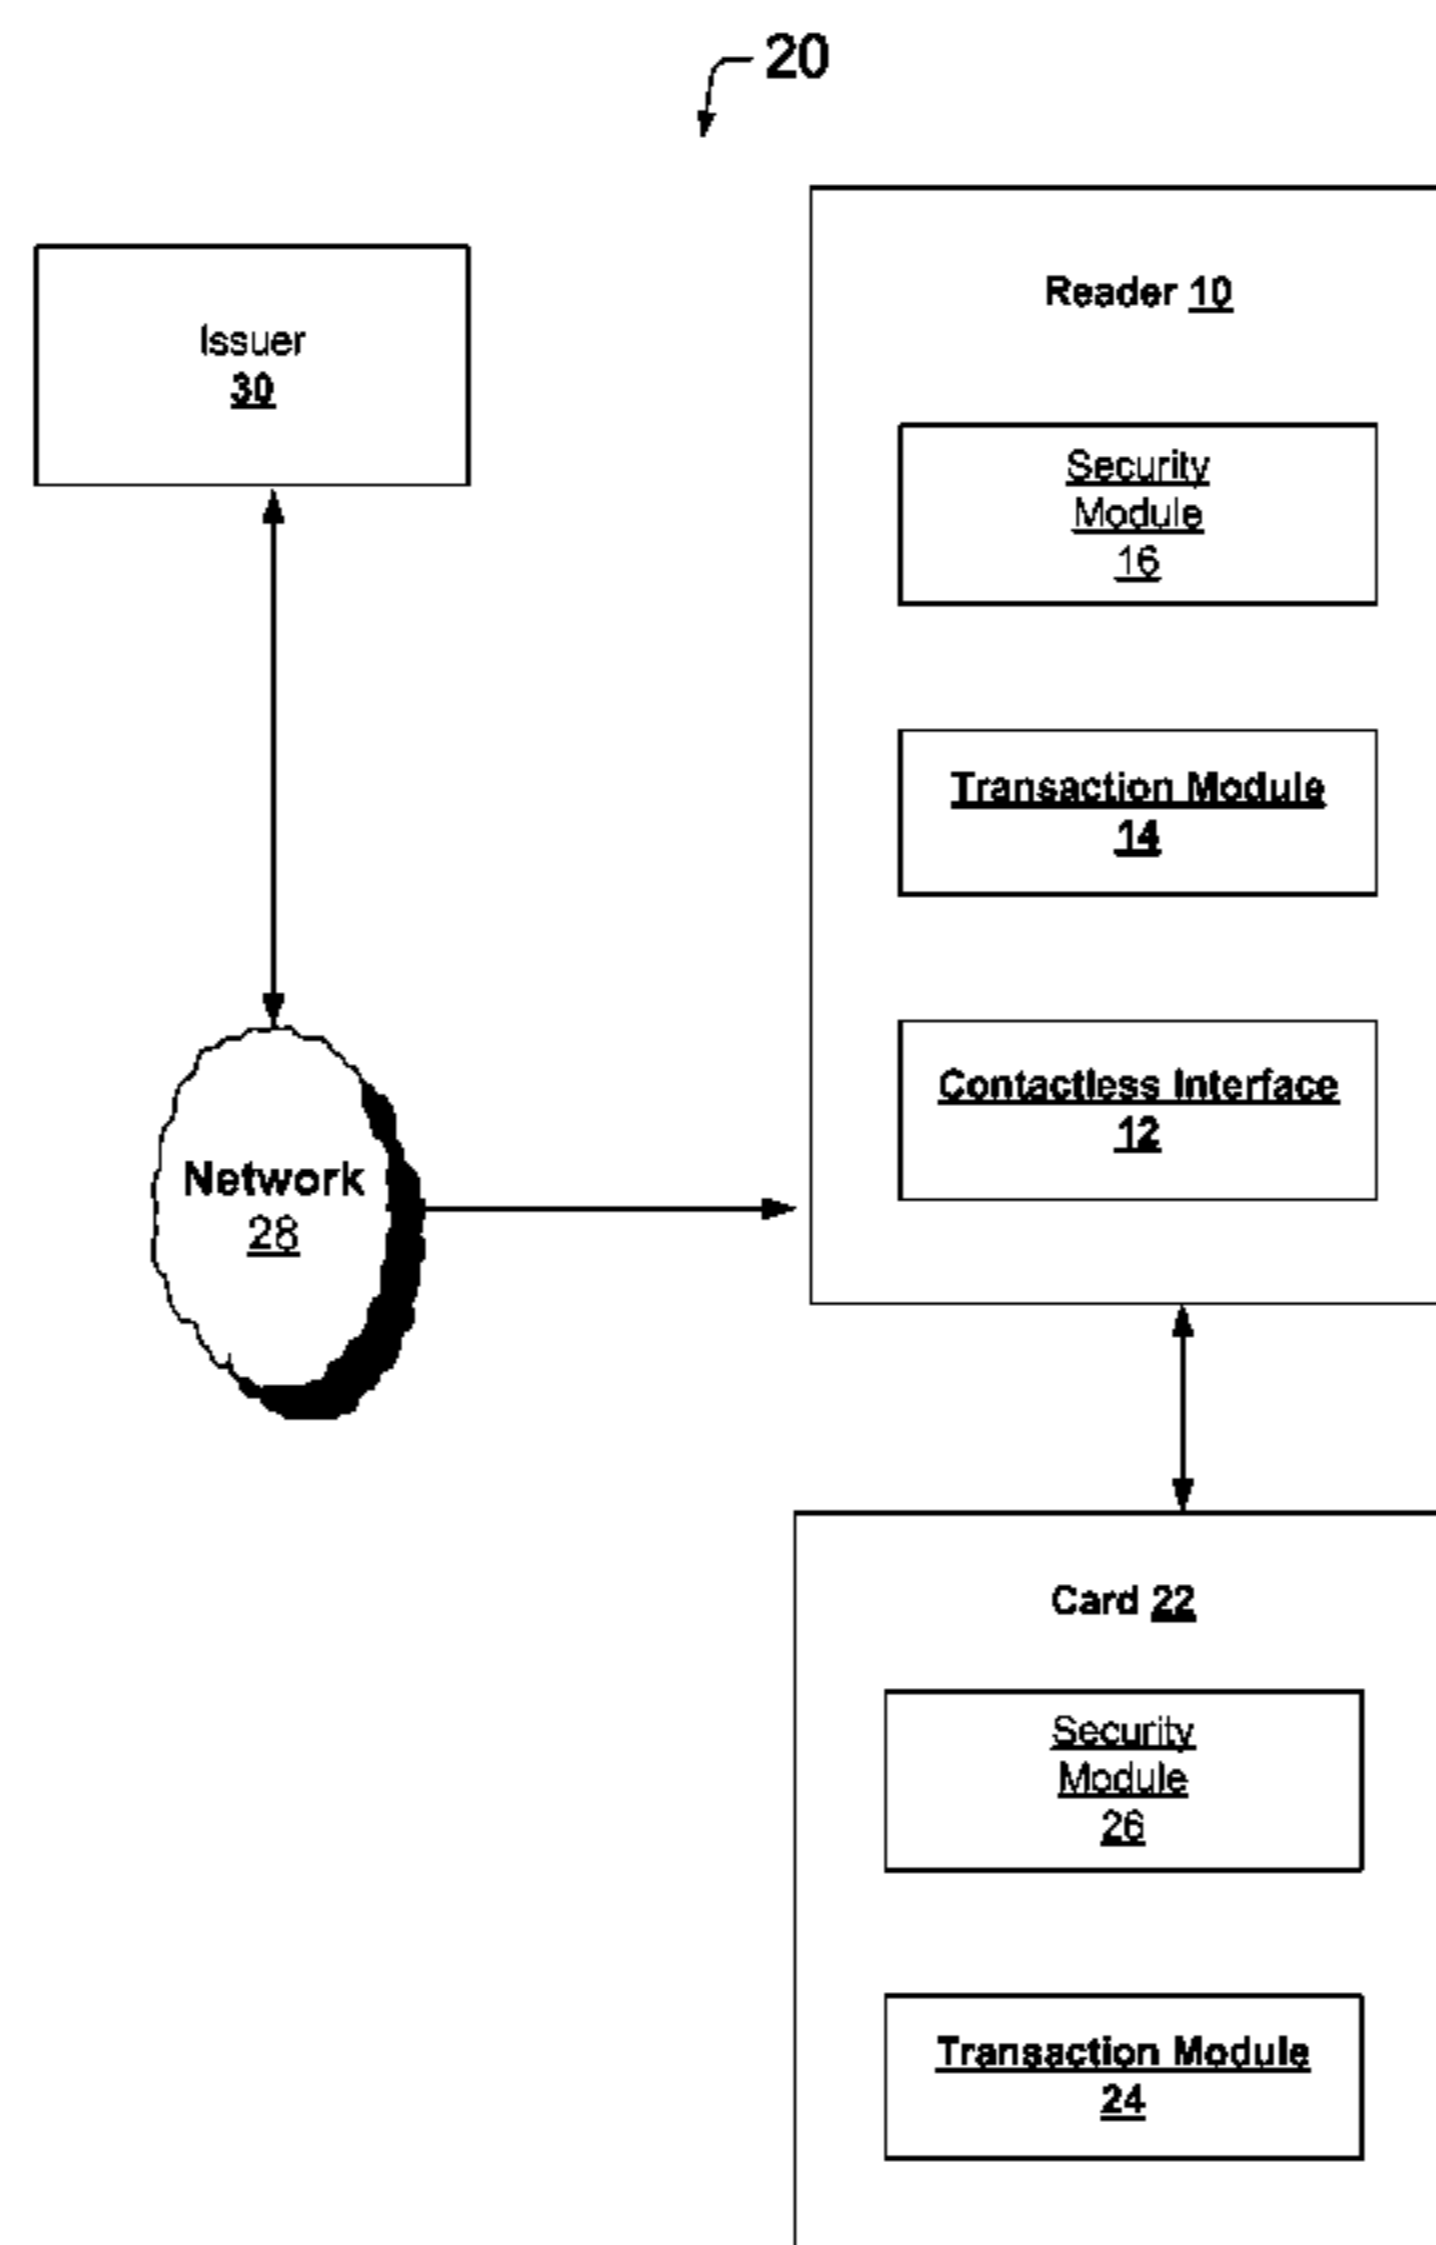 20
Issuer
30
Reader 10
Security
Module
16
Transaction Module
14
Contactless Interface
12
Network
28
Card 22
Security
Module
26
Transaction Module
24